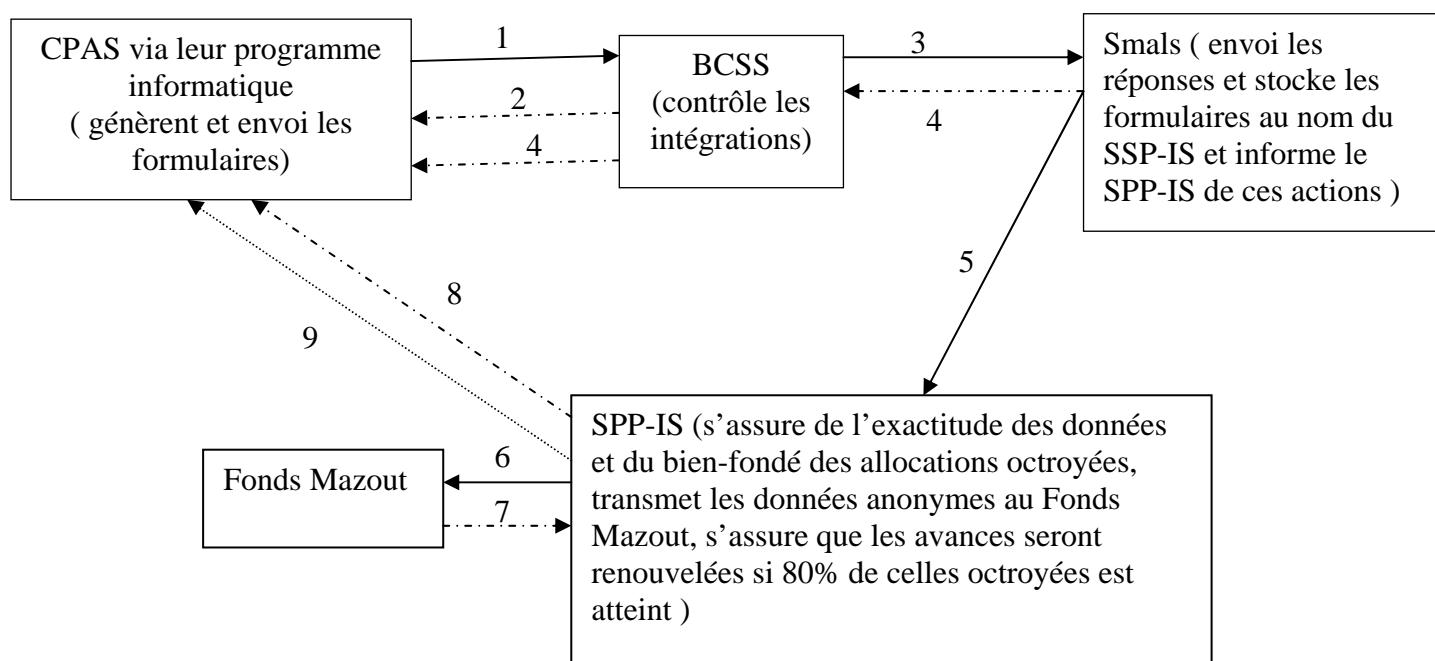 CPAS via leur programme
informatique
( génèrent et envoi les
formulaires)
1
2
4
BCSS
(contrôle les
intégrations)
3
4
Smals ( envoi les
réponses et stocke les
formulaires au nom du
SSP-IS et informe le
SPP-IS de ces actions )
5
8
9
Fonds Mazout
6
7
SPP-IS (s’assure de l’exactitude des données
et du bien-fondé des allocations octroyées,
transmet les données anonymes au Fonds
Mazout, s’assure que les avances seront
renouvelées si 80% de celles octroyées est
atteint )